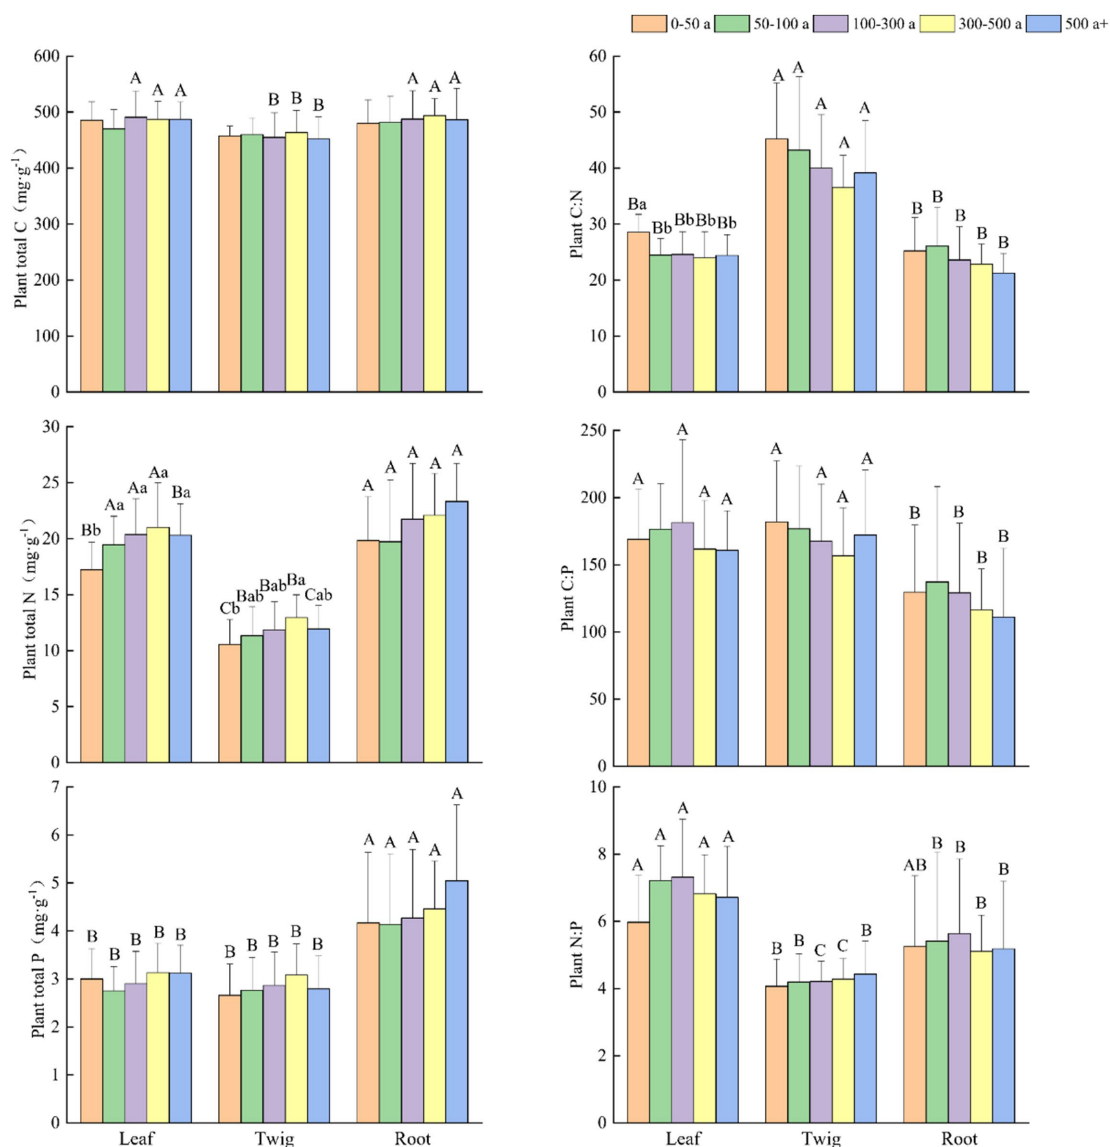 0-50 a 50-100 a 100-300 a 300-500 a 500 a+
Plant total C (mg·g-1)
600
500
400
300
200
100
0
A A A
B B B
A A A
Plant C:N
60
50
40
30
20
10
0
Ba Bb Bb Bb Bb
A A A A A
B B B B B
Plant total N (mg·g-1)
30
25
20
15
10
5
0
Bb Aa Aa Aa Ba
Cb Bab Bab Ba Cab
A A A A A
Plant C:P
250
200
150
100
50
0
A A A A
A A A A
B B B B
Plant total P (mg·g-1)
7
6
5
4
3
2
1
0
B B B B B
B B B B B
A A A A A
Leaf Twig Root
Plant N:P
10
8
6
4
2
0
A A A A A
B B C C B
AB B B B B
Leaf Twig Root